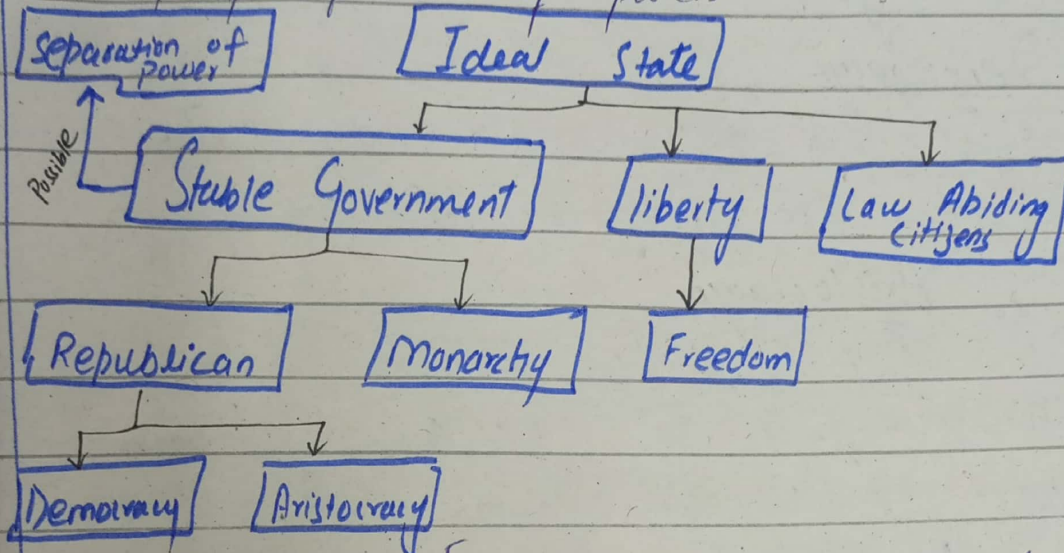 Separation of
Power
Ideal State
Possible
Stable Government
liberty
Law Abiding
Citizens
Republican
Monarchy
Freedom
Democracy
Aristocracy